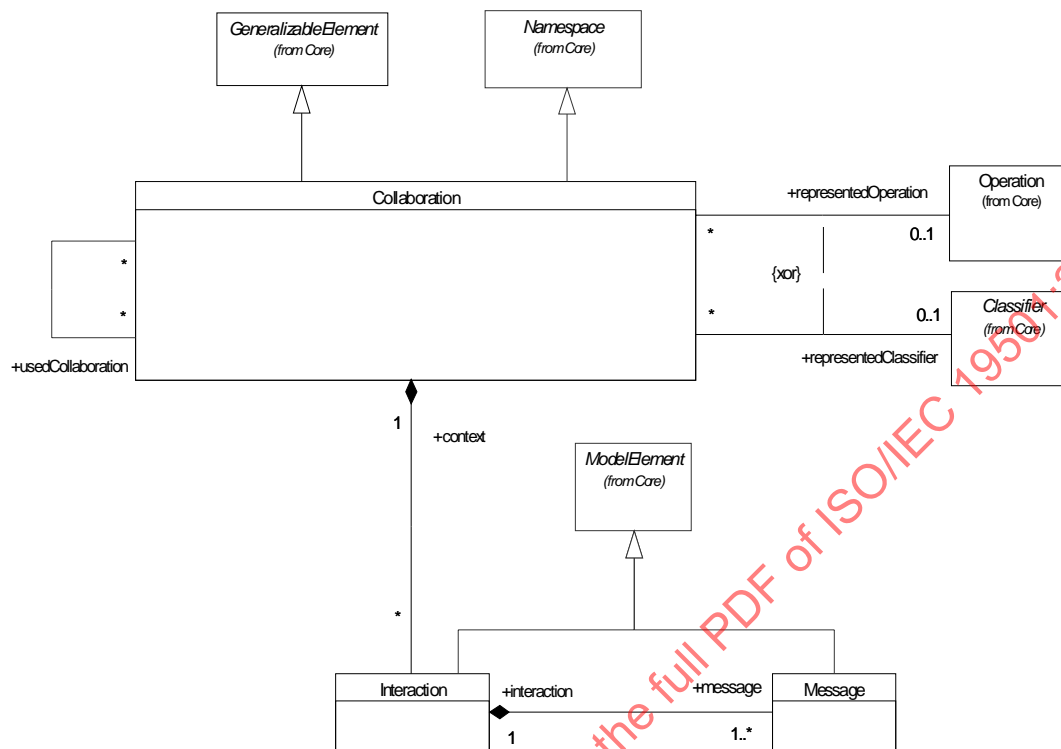 GeneralizableElement
(from Core)
Namespace
(from Core)
Collaboration
+representedOperation
Operation
(from Core)
*
0..1
{xor}
*
*
+usedCollaboration
*
0..1
Classifier
(from Core)
+representedClassifier
1
+context
ModelElement
(from Core)
*
Interaction
+interaction
+message
Message
1
1..*
the full PDF of ISO/IEC 19501: